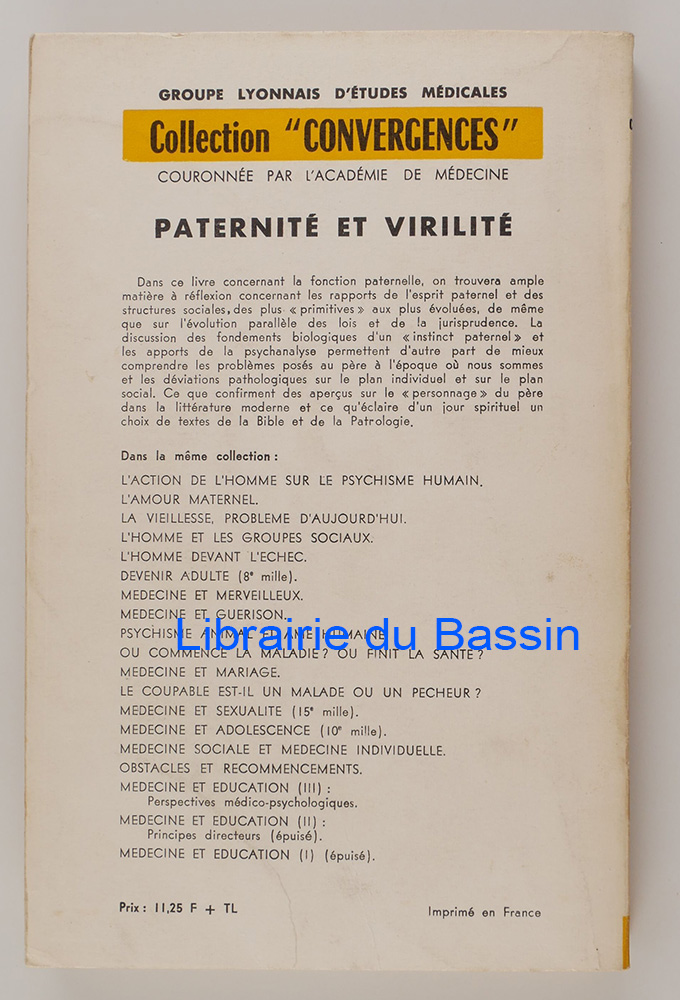 GROUPE LYONNAIS D'ÉTUDES MÉDICALES
Collection "CONVERGENCES"
COURONNÉE PAR L'ACADÉMIE DE MÉDECINE
PATERNITÉ ET VIRILITÉ
Dans ce livre concernant la fonction paternelle, on trouvera ample
matière à réflexion concernant les rapports de l'esprit paternel et des
structures sociales, des plus « primitives » aux plus évoluées, de même
que sur l'évolution parallèle des lois et de la jurisprudence. La
discussion des fondements biologiques d'un « instinct paternel » et
les apports de la psychanalyse permettent d'autre part de mieux
comprendre les problèmes posés au père à l'époque où nous sommes
et les déviations pathologiques sur le plan individuel et sur le plan
social. Ce que confirment des aperçus sur le « personnage » du père
dans la littérature moderne et ce qu'éclaire d'un jour spirituel un
choix de textes de la Bible et de la Patrologie.
Dans la même collection :
L'ACTION DE L'HOMME SUR LE PSYCHISME HUMAIN.
L'AMOUR MATERNEL.
LA VIEILLESSE, PROBLEME D'AUJOURD'HUI.
L'HOMME ET LES GROUPES SOCIAUX.
L'HOMME DEVANT L'ECHEC.
DEVENIR ADULTE (8e mille).
MEDECINE ET MERVEILLEUX.
MEDECINE ET GUERISON.
PSYCHISME ANIMAL ET AME HUMAINE.
Librairie du Bassin
OU COMMENCE LA MALADIE ? OU FINIT LA SANTE ?
MEDECINE ET MARIAGE.
LE COUPABLE EST-IL UN MALADE OU UN PECHEUR ?
MEDECINE ET SEXUALITE (15e mille).
MEDECINE ET ADOLESCENCE (10e mille).
MEDECINE SOCIALE ET MEDECINE INDIVIDUELLE.
OBSTACLES ET RECOMMENCEMENTS.
MEDECINE ET EDUCATION (III) :
Perspectives médico-psychologiques.
MEDECINE ET EDUCATION (II) :
Principes directeurs (épuisé).
MEDECINE ET EDUCATION (I) (épuisé).
Prix : 11,25 F + TL
Imprimé en France